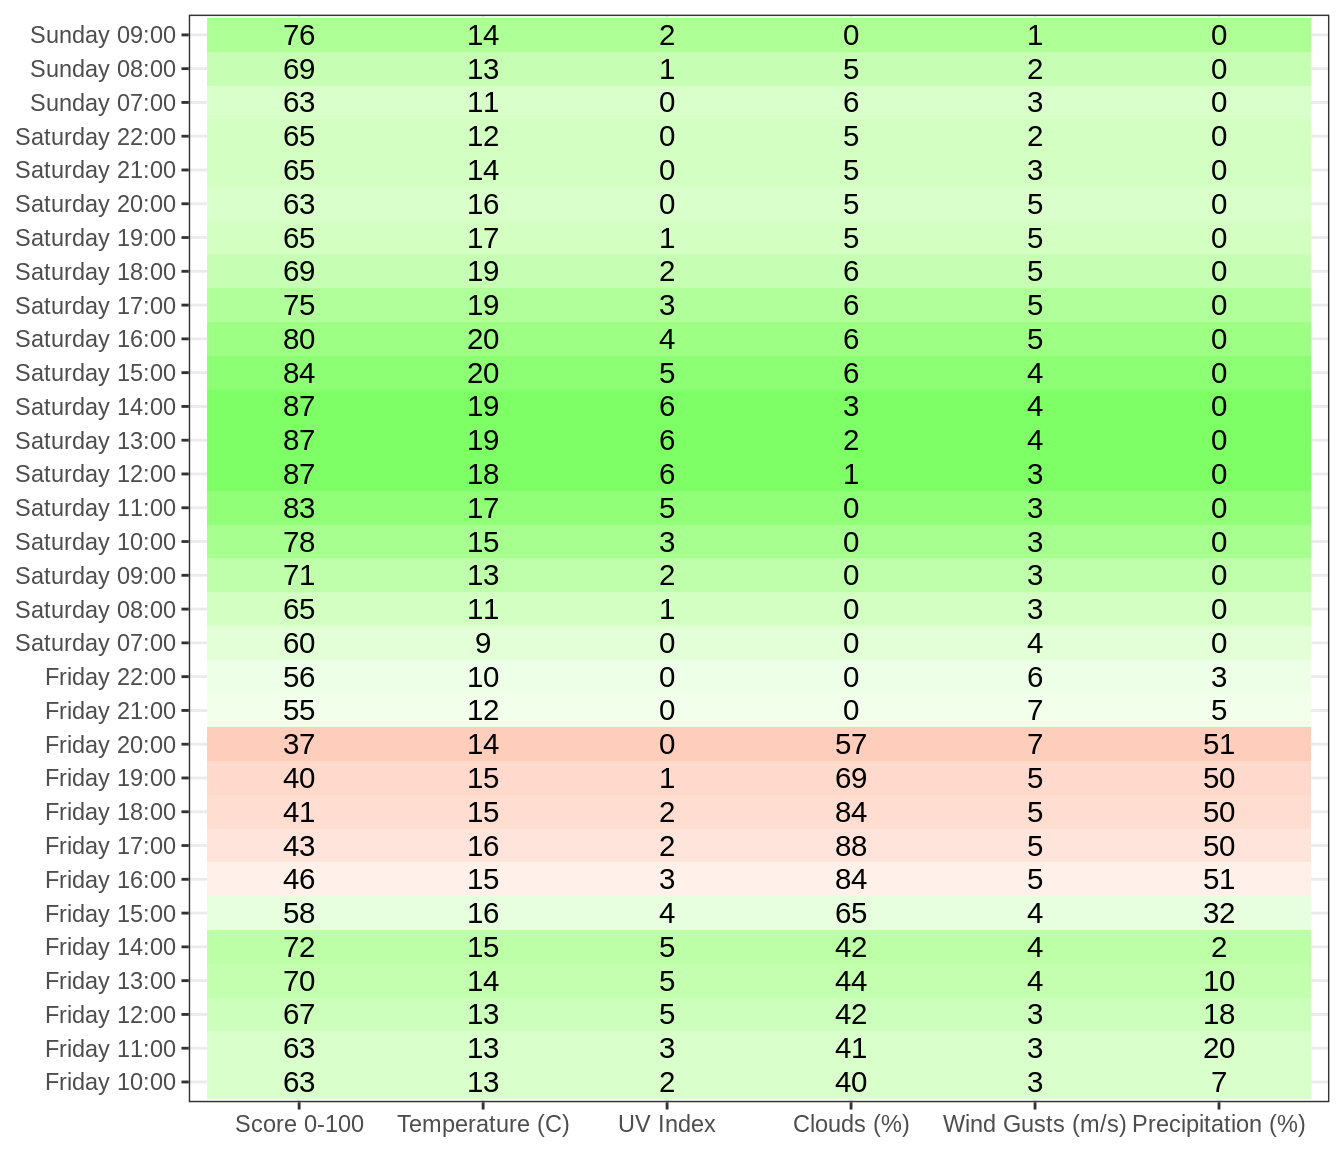 Sunday 09:00 76 14 2 0 1 0
Sunday 08:00 69 13 1 5 2 0
Sunday 07:00 63 11 0 6 3 0
Saturday 22:00 65 12 0 5 2 0
Saturday 21:00 65 14 0 5 3 0
Saturday 20:00 63 16 0 5 5 0
Saturday 19:00 65 17 1 5 5 0
Saturday 18:00 69 19 2 6 5 0
Saturday 17:00 75 19 3 6 5 0
Saturday 16:00 80 20 4 6 5 0
Saturday 15:00 84 20 5 6 4 0
Saturday 14:00 87 19 6 3 4 0
Saturday 13:00 87 19 6 2 4 0
Saturday 12:00 87 18 6 1 3 0
Saturday 11:00 83 17 5 0 3 0
Saturday 10:00 78 15 3 0 3 0
Saturday 09:00 71 13 2 0 3 0
Saturday 08:00 65 11 1 0 3 0
Saturday 07:00 60 9 0 0 4 0
Friday 22:00 56 10 0 0 6 3
Friday 21:00 55 12 0 0 7 5
Friday 20:00 37 14 0 57 7 51
Friday 19:00 40 15 1 69 5 50
Friday 18:00 41 15 2 84 5 50
Friday 17:00 43 16 2 88 5 50
Friday 16:00 46 15 3 84 5 51
Friday 15:00 58 16 4 65 4 32
Friday 14:00 72 15 5 42 4 2
Friday 13:00 70 14 5 44 4 10
Friday 12:00 67 13 5 42 3 18
Friday 11:00 63 13 3 41 3 20
Friday 10:00 63 13 2 40 3 7
Score 0-100 Temperature (C) UV Index Clouds (%) Wind Gusts (m/s) Precipitation (%)